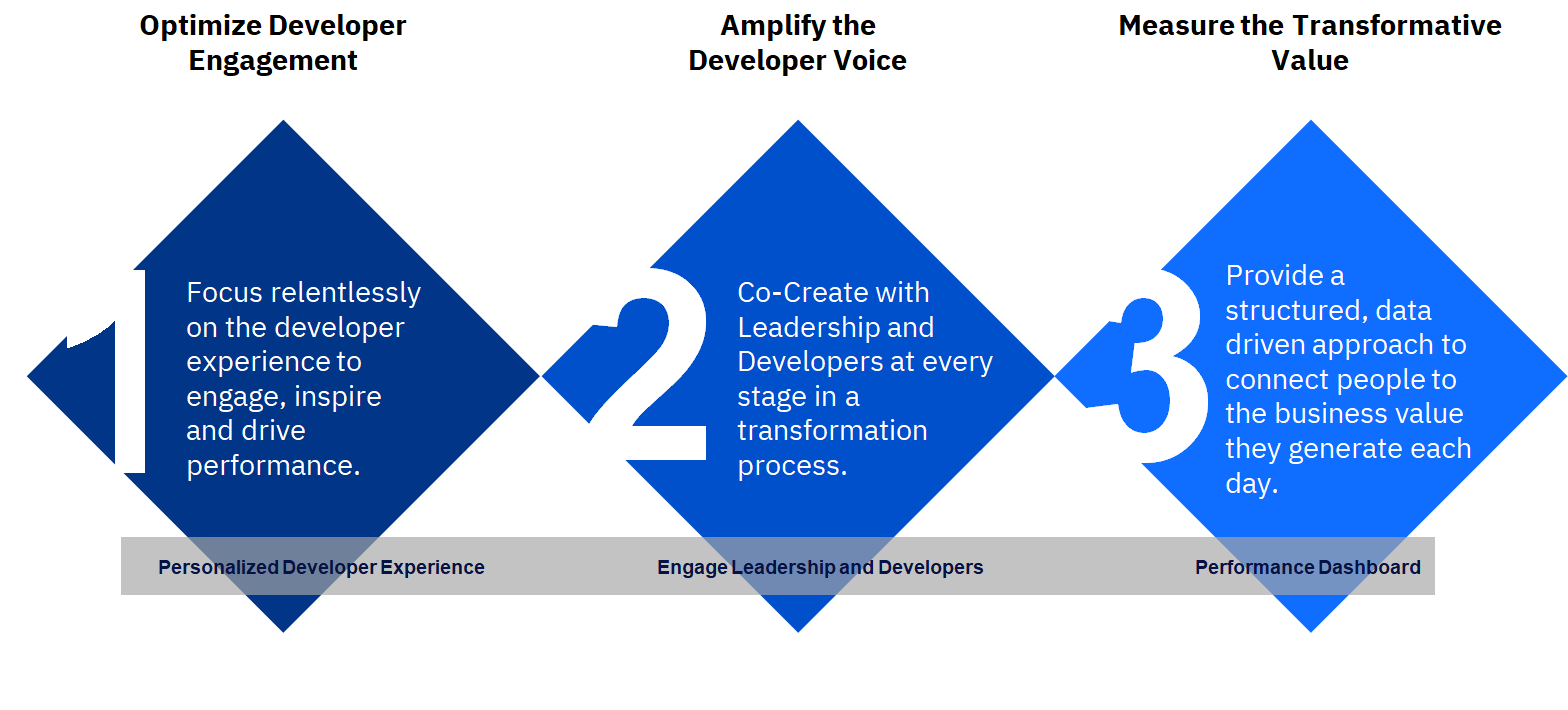 Optimize Developer
Engagement
Amplify the
Developer Voice
Measure the Transformative
Value
1
Focus relentlessly
on the developer
experience to
engage, inspire
and drive
performance.
2
Co-Create with
Leadership and
Developers at every
stage in a
transformation
process.
3
Provide a
structured, data
driven approach to
connect people to
the business value
they generate each
day.
Personalized Developer Experience
Engage Leadership and Developers
Performance Dashboard